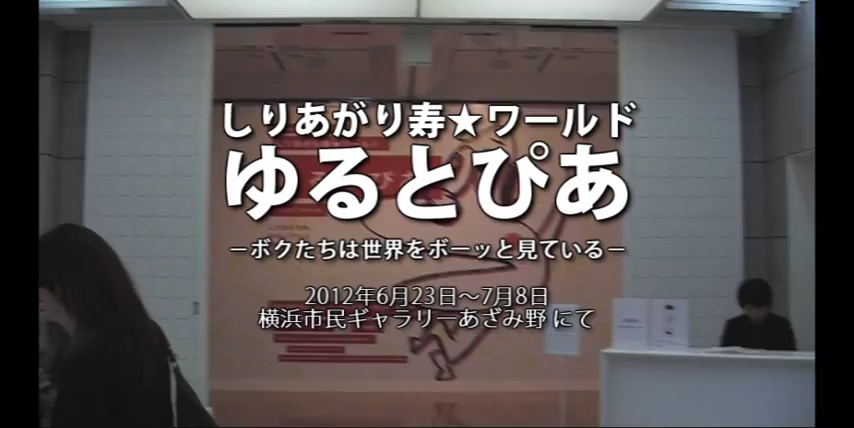 しりあがり寿★ワールド
ゆるとぴあ
－ボクたちは世界をボーッと見ている－
2012年6月23日～7月8日
横浜市民ギャラリーあざみ野 にて